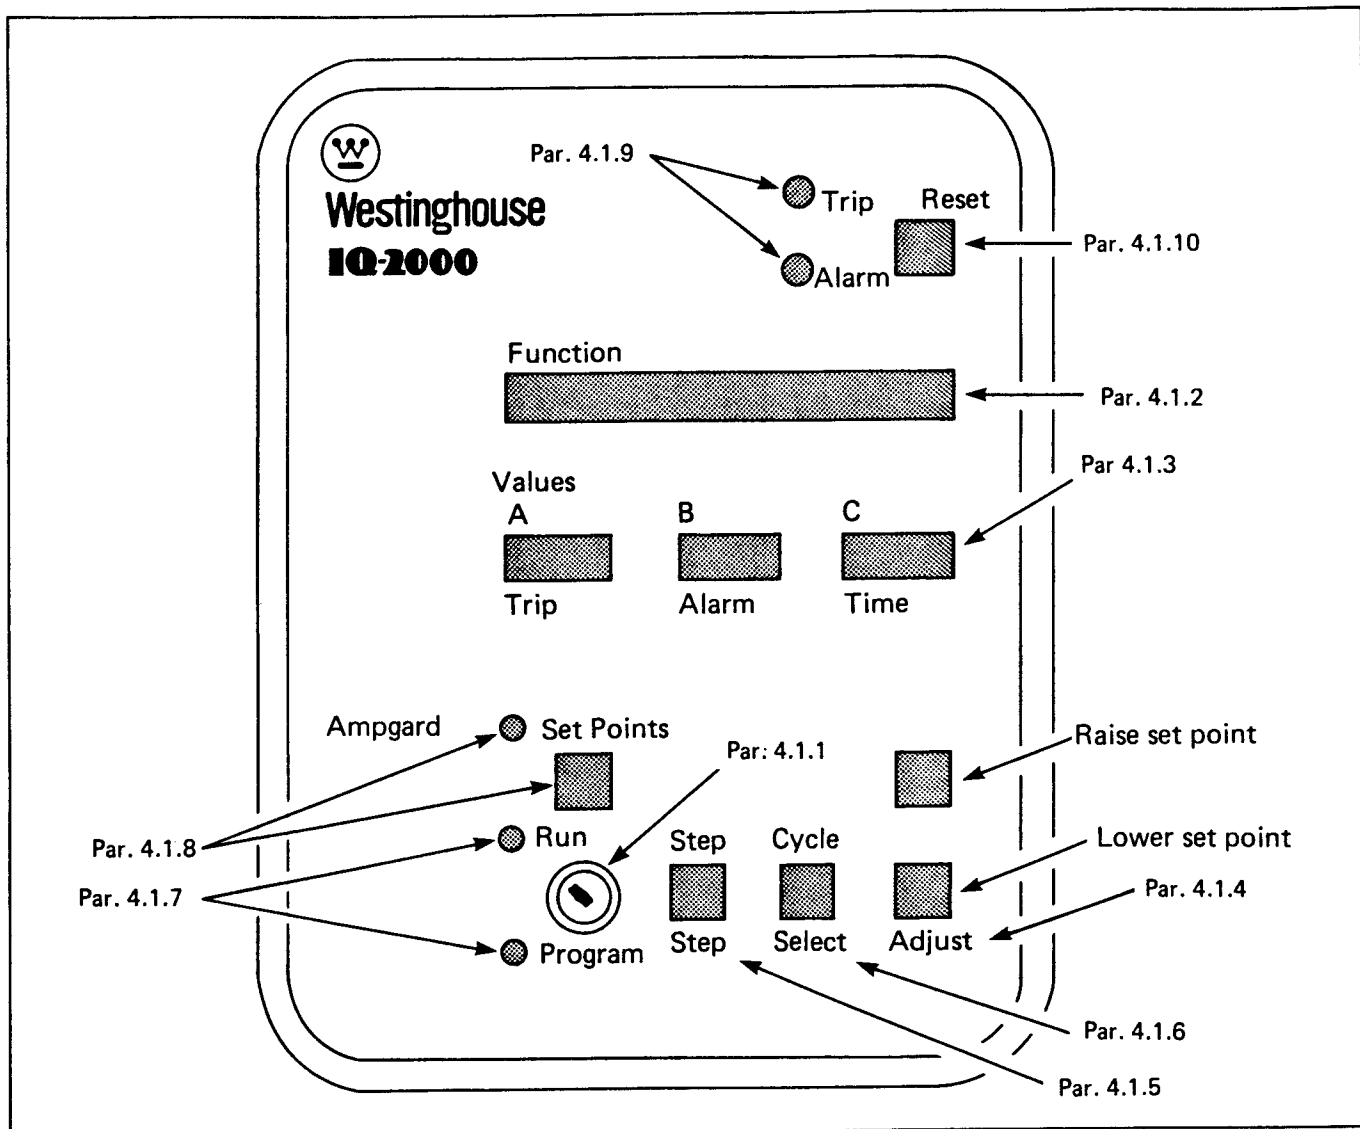 Par. 4.1.9
Trip
Reset
Westinghouse
IQ-2000
Alarm
Par. 4.1.10
Function
Par. 4.1.2
Par 4.1.3
Values
A
B
C
Trip
Alarm
Time
Ampgard
Set Points
Par: 4.1.1
Raise set point
Par. 4.1.8
Run
Step
Cycle
Lower set point
Par. 4.1.7
Par. 4.1.4
Program
Step
Select
Adjust
Par. 4.1.6
Par. 4.1.5